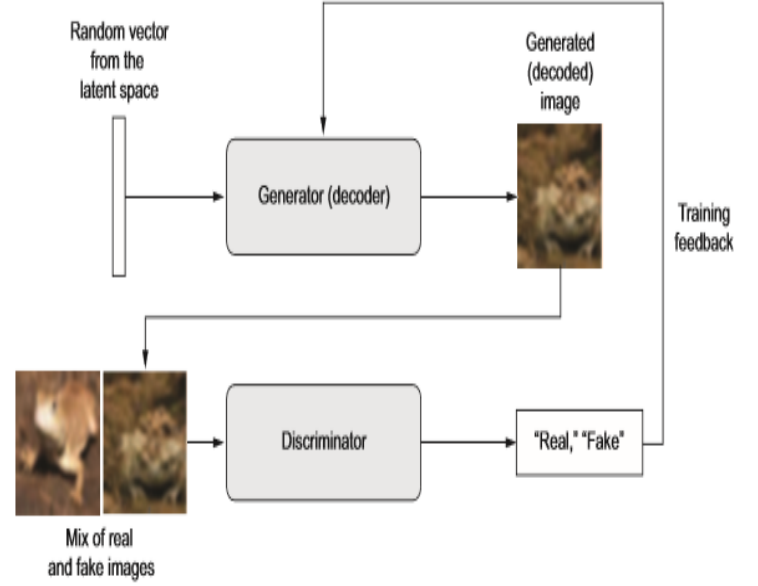 Random vector
from the
latent space
Generated
(decoded)
image
Generator (decoder)
Training
feedback
Discriminator
“Real,” “Fake”
Mix of real
and fake images